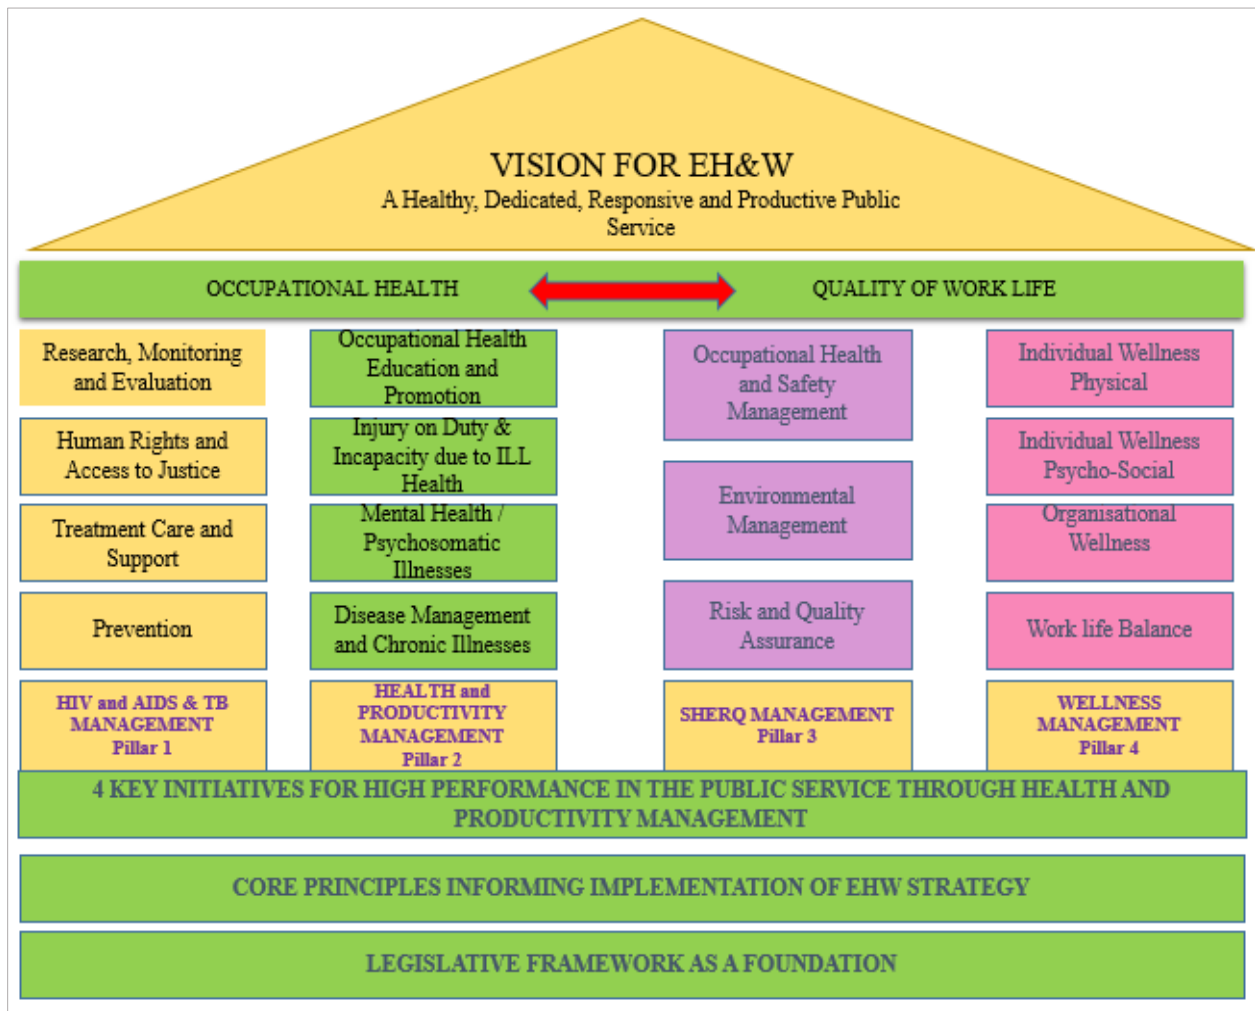 VISION FOR EH&W
A Healthy, Dedicated, Responsive and Productive Public
Service
OCCUPATIONAL HEALTH
QUALITY OF WORK LIFE
Research, Monitoring
and Evaluation
Human Rights and
Access to Justice
Treatment Care and
Support
Prevention
HIV and AIDS & TB
MANAGEMENT
Pillar 1
Occupational Health
Education and
Promotion
Injury on Duty &
Incapacity due to ILL
Health
Mental Health /
Psychosomatic
Illnesses
Disease Management
and Chronic Illnesses
HEALTH and
PRODUCTIVITY
MANAGEMENT
Pillar 2
Occupational Health
and Safety
Management
Environmental
Management
Risk and Quality
Assurance
SHERQ MANAGEMENT
Pillar 3
Individual Wellness
Physical
Individual Wellness
Psycho-Social
Organisational
Wellness
Work life Balance
WELLNESS
MANAGEMENT
Pillar 4
4 KEY INITIATIVES FOR HIGH PERFORMANCE IN THE PUBLIC SERVICE THROUGH HEALTH AND
PRODUCTIVITY MANAGEMENT
CORE PRINCIPLES INFORMING IMPLEMENTATION OF EHW STRATEGY
LEGISLATIVE FRAMEWORK AS A FOUNDATION